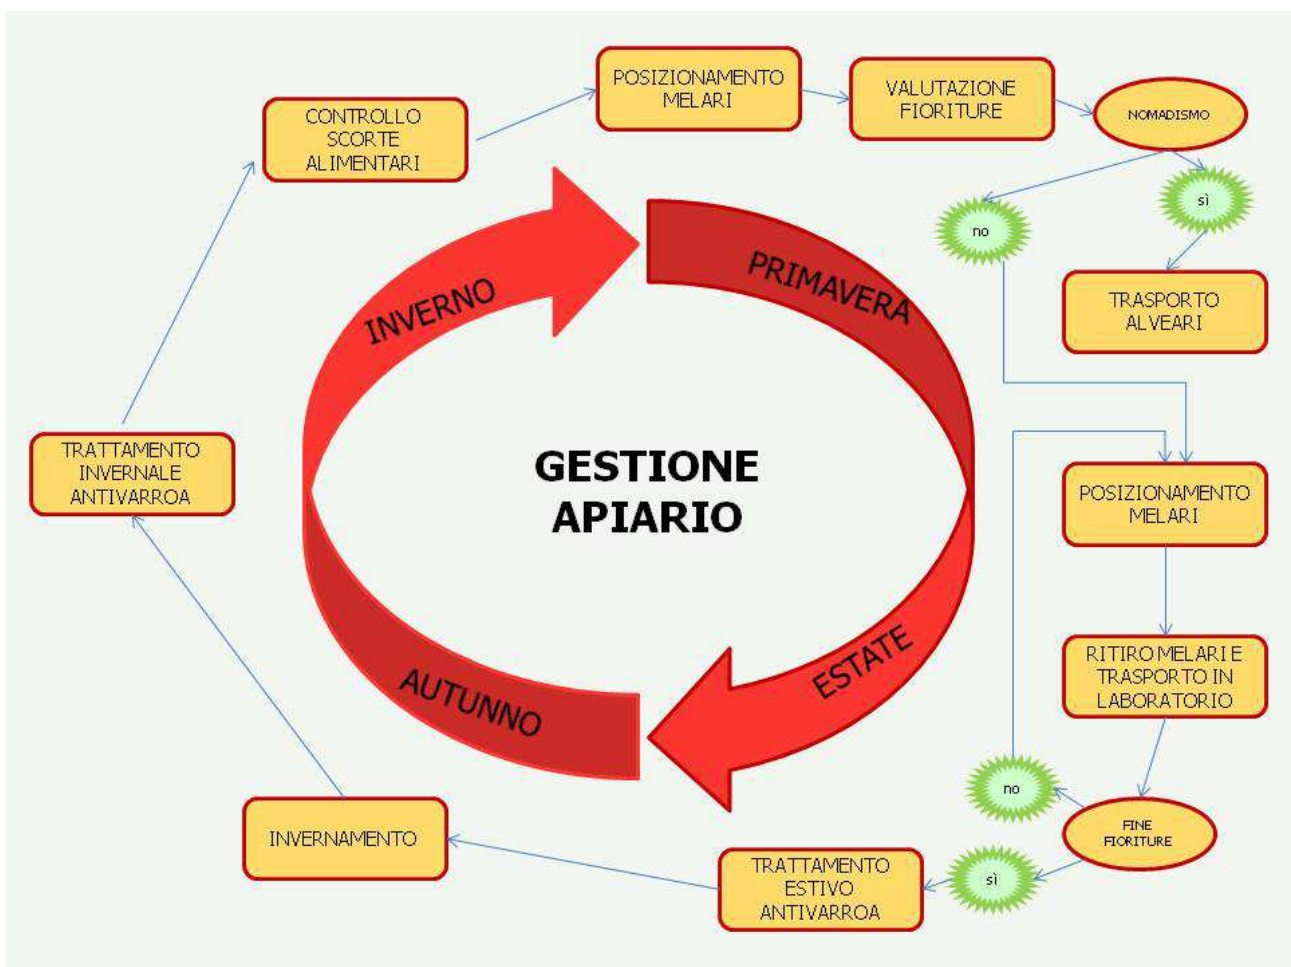 POSIZIONAMENTO
MELARI
VALUTAZIONE
FIORITURE
NOMADISMO
CONTROLLO
SCORTE
ALIMENTARI
sì
no
TRASPORTO
ALVEARI
INVERNO
PRIMAVERA
TRATTAMENTO
INVERNALE
ANTIVARROA
GESTIONE
APIARIO
POSIZIONAMENTO
MELARI
RITIRO MELARI E
TRASPORTO IN
LABORATORIO
AUTUNNO
ESTATE
no
FINE
FIORITURE
sì
TRATTAMENTO
ESTIVO
ANTIVARROA
INVERNAMENTO